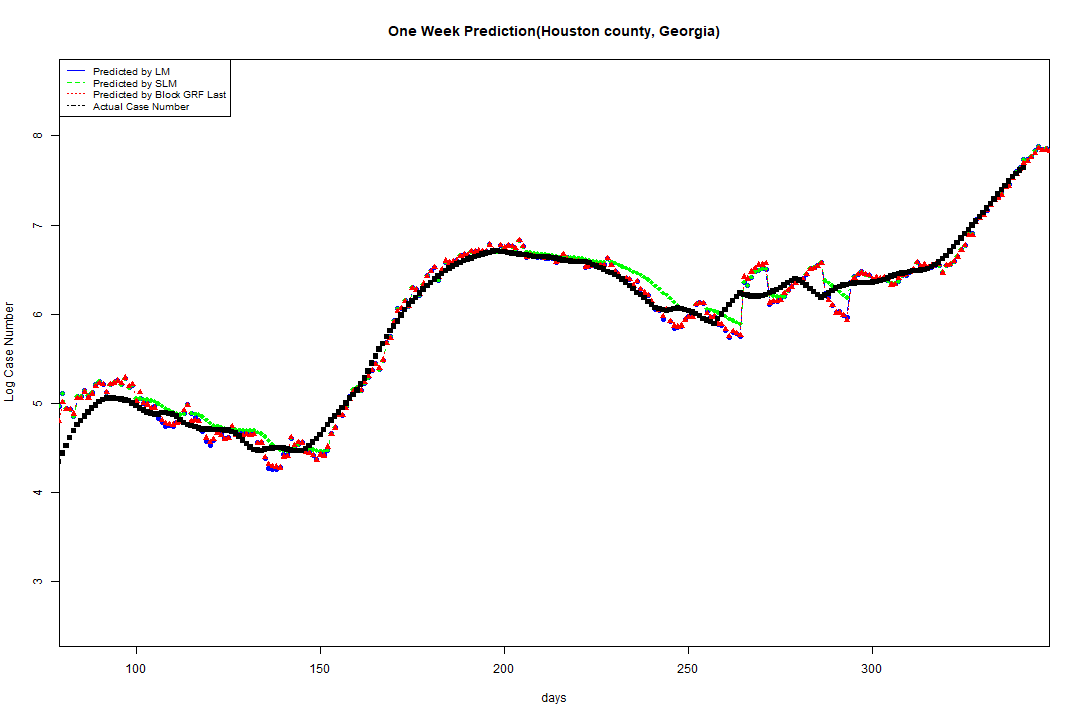 One Week Prediction(Houston county, Georgia)
Predicted by LM
Predicted by SLM
Predicted by Block GRF Last
Actual Case Number
Log Case Number
8
7
6
5
4
3
100 150 200 250 300
days